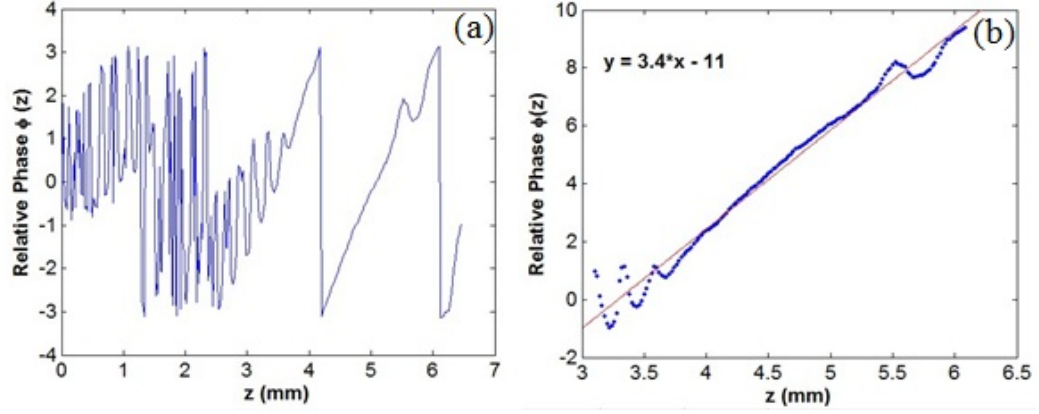 (a)
Relative Phase ϕ(z)
4
3
2
1
0
-1
-2
-3
-4
0 1 2 3 4 5 6 7
z (mm)
(b)
y = 3.4*x - 11
Relative Phase ϕ(z)
10
8
6
4
2
0
-2
3 3.5 4 4.5 5 5.5 6 6.5
z (mm)